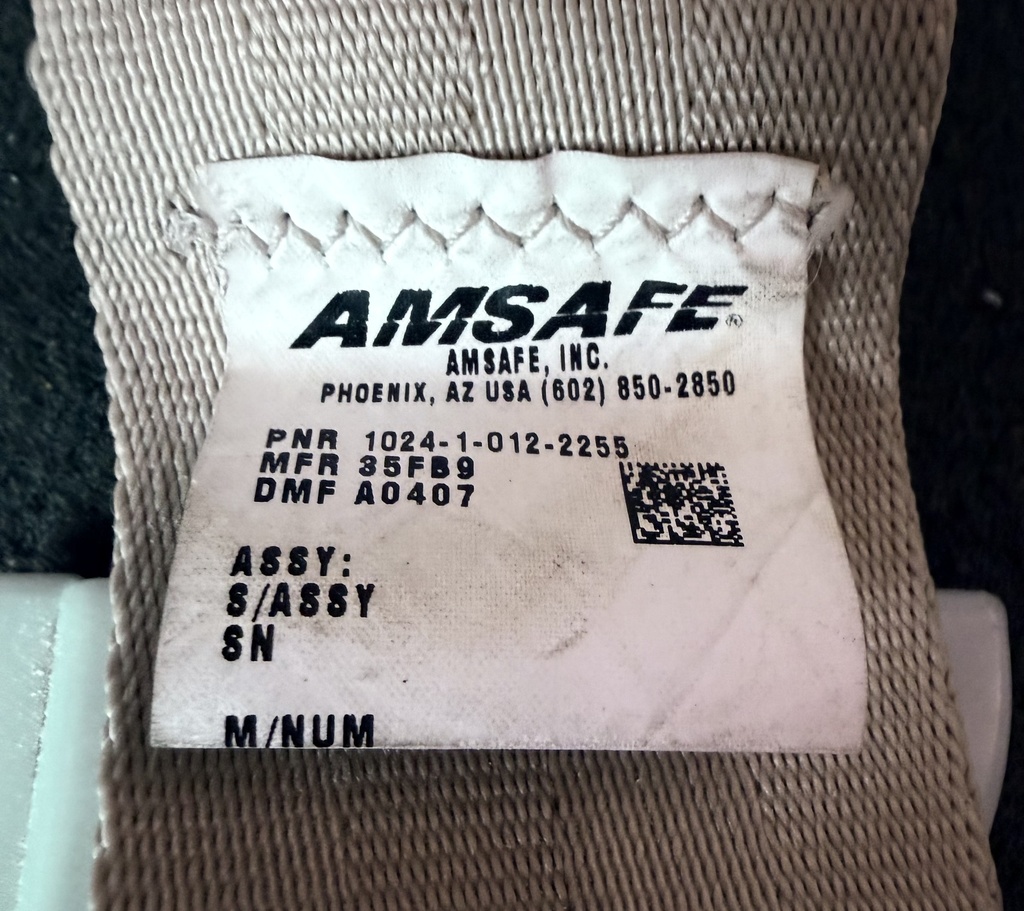 AMSAFE®
AMSAFE, INC.
PHOENIX, AZ USA (602) 850-2850
PNR 1024-1-012-2255
MFR 35FB9
DMF A0407
ASSY:
S/ASSY
SN
M/NUM